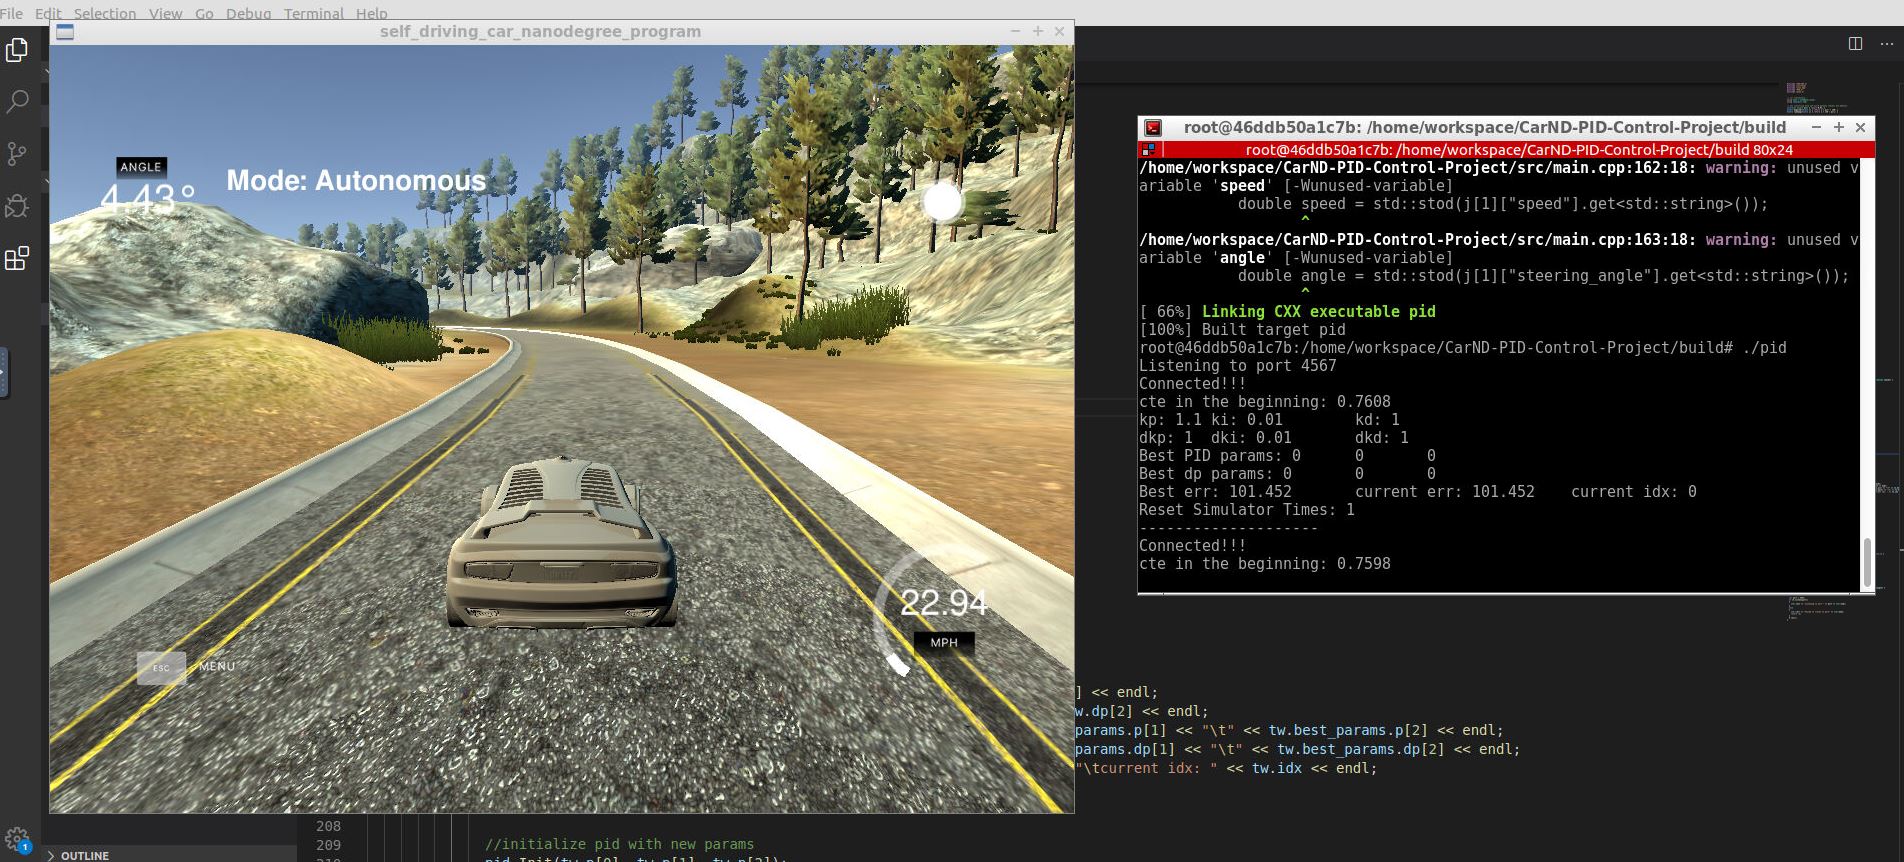 File Edit Selection View Go Debug Terminal Help
self_driving_car_nanodegree_program
ANGLE
4.43°
Mode: Autonomous
22.94
MPH
ESC MENU
root@46ddb50a1c7b: /home/workspace/CarND-PID-Control-Project/build
root@46ddb50a1c7b: /home/workspace/CarND-PID-Control-Project/build 80x24
/home/workspace/CarND-PID-Control-Project/src/main.cpp:162:18: warning: unused v
ariable 'speed' [-Wunused-variable]
double speed = std::stod(j[1]["speed"].get<std::string>());
^
/home/workspace/CarND-PID-Control-Project/src/main.cpp:163:18: warning: unused v
ariable 'angle' [-Wunused-variable]
double angle = std::stod(j[1]["steering_angle"].get<std::string>());
^
[ 66%] Linking CXX executable pid
[100%] Built target pid
root@46ddb50a1c7b:/home/workspace/CarND-PID-Control-Project/build# ./pid
Listening to port 4567
Connected!!!
cte in the beginning: 0.7608
kp: 1.1 ki: 0.01 kd: 1
dkp: 1 dki: 0.01 dkd: 1
Best PID params: 0 0 0
Best dp params: 0 0 0
Best err: 101.452 current err: 101.452 current idx: 0
Reset Simulator Times: 1
--------------------
Connected!!!
cte in the beginning: 0.7598
] << endl;
w.dp[2] << endl;
params.p[1] << "\t" << tw.best_params.p[2] << endl;
params.dp[1] << "\t" << tw.best_params.dp[2] << endl;
"\tcurrent idx: " << tw.idx << endl;
208
209 //initialize pid with new params
1
OUTLINE